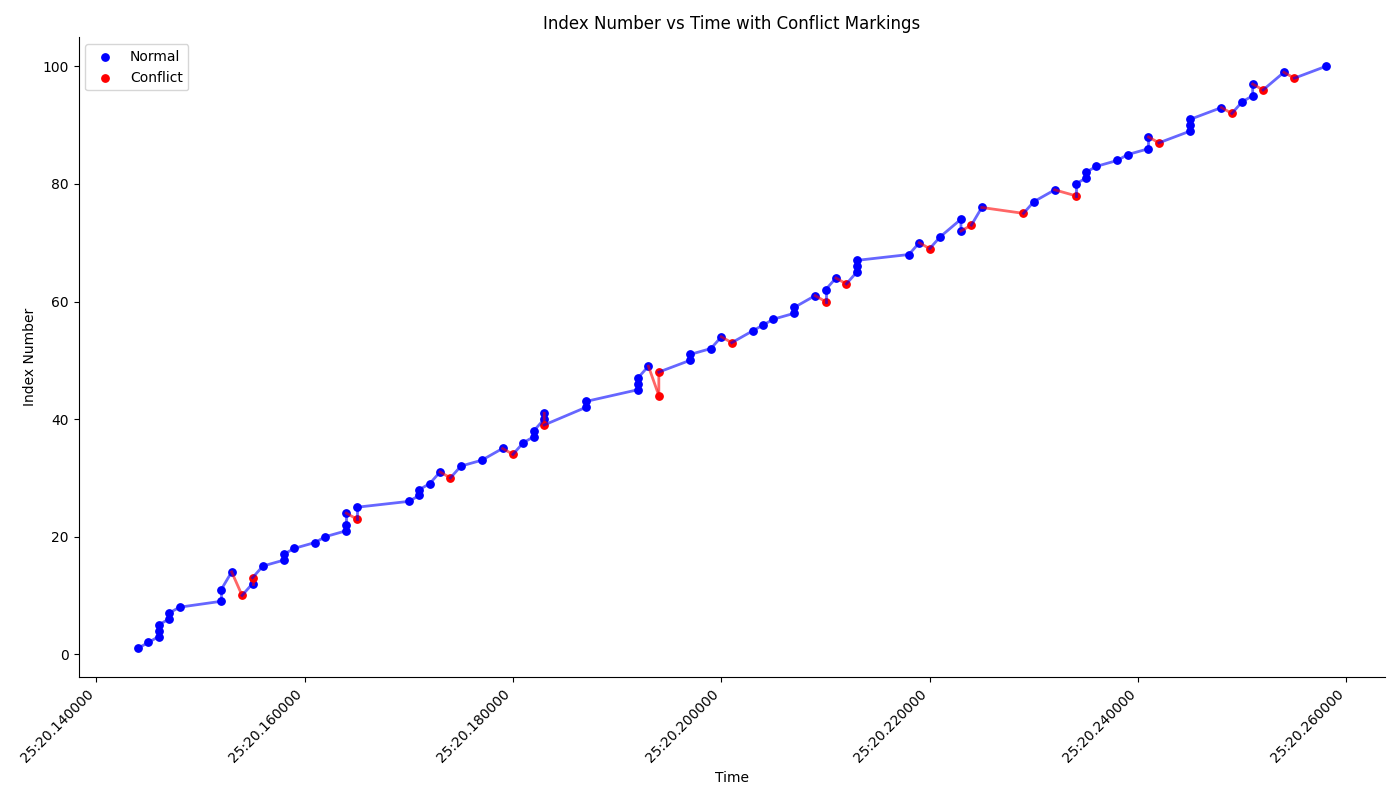 Index Number vs Time with Conflict Markings
Normal
Conflict
100
80
60
40
20
0
Index Number
25:20.140000
25:20.160000
25:20.180000
25:20.200000
25:20.220000
25:20.240000
25:20.260000
Time